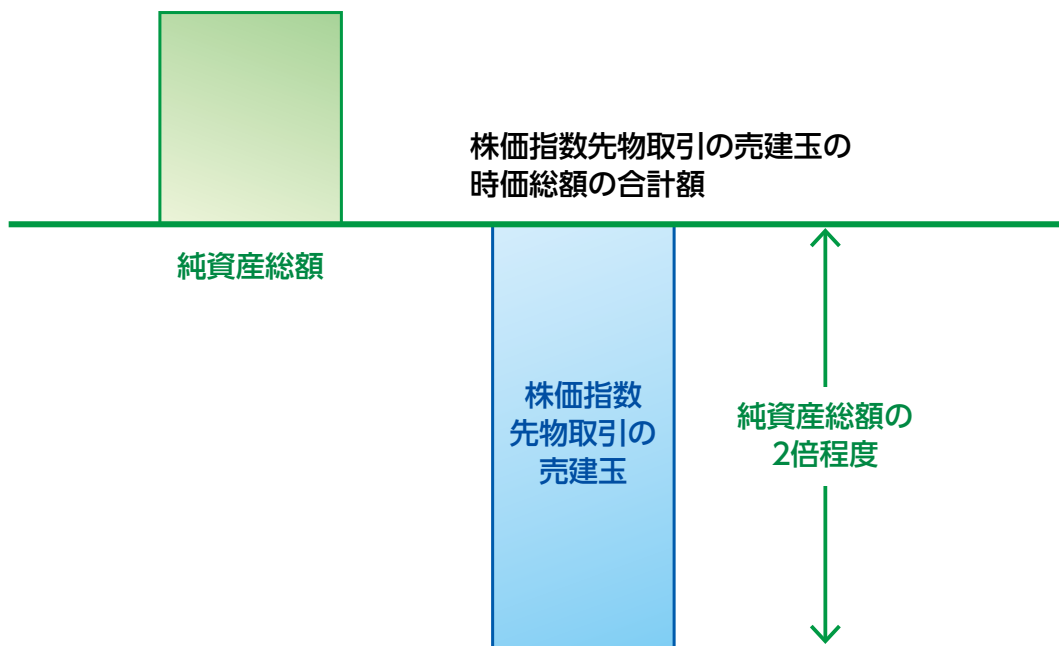 株価指数先物取引の売建玉の
時価総額の合計額
純資産総額
株価指数
先物取引の
売建玉
純資産総額の
2倍程度